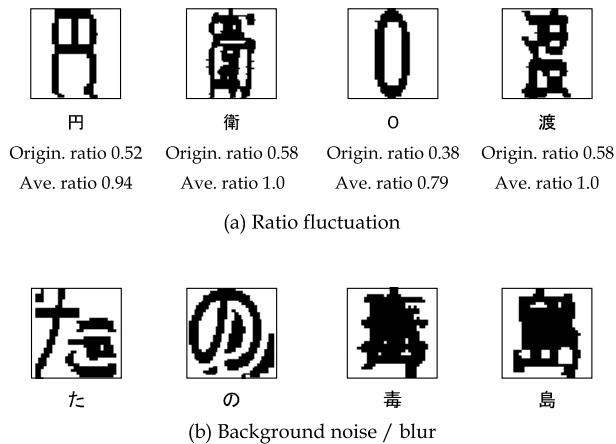 円 衛 O 渡
Origin. ratio 0.52 Origin. ratio 0.58 Origin. ratio 0.38 Origin. ratio 0.58
Ave. ratio 0.94 Ave. ratio 1.0 Ave. ratio 0.79 Ave. ratio 1.0
(a) Ratio fluctuation
た の 毒 島
(b) Background noise / blur